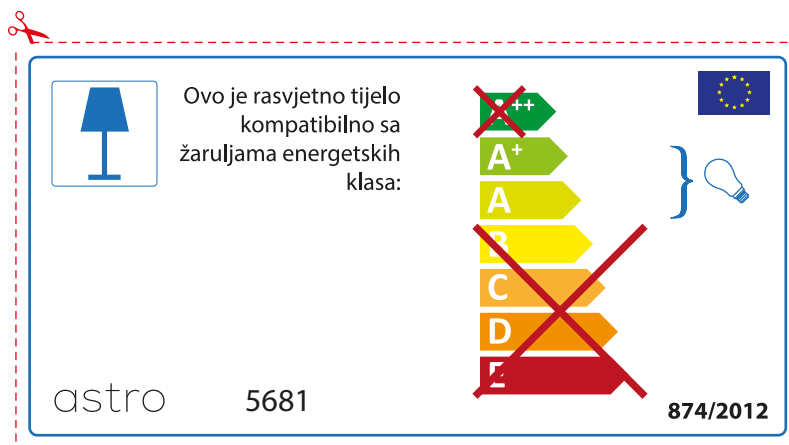 Ovo je rasvjetno tijelo
kompatibilno sa
žaruljama energetskih
klasa:
A++
A+
A
B
C
D
E
astro
5681
874/2012